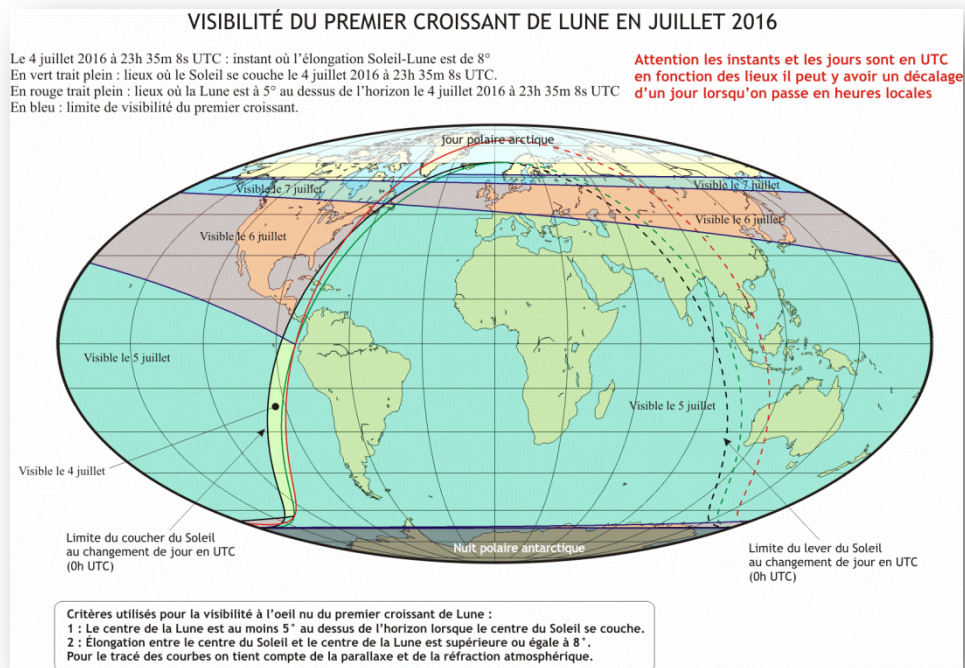 VISIBILITÉ DU PREMIER CROISSANT DE LUNE EN JUILLET 2016
Le 4 juillet 2016 à 23h 35m 8s UTC : instant où l'élongation Soleil-Lune est de 8°
En vert trait plein : lieux où le Soleil se couche le 4 juillet 2016 à 23h 35m 8s UTC.
En rouge trait plein : lieux où la Lune est à 5° au dessus de l'horizon le 4 juillet 2016 à 23h 35m 8s UTC
En bleu : limite de visibilité du premier croissant.
Attention les instants et les jours sont en UTC
en fonction des lieux il peut y avoir un décalage
d'un jour lorsqu'on passe en heures locales
jour polaire arctique
Visible le 7 juillet
Visible le 7 juillet
Visible le 6 juillet
Visible le 6 juillet
Visible le 5 juillet
Visible le 5 juillet
Visible le 4 juillet
Limite du coucher du Soleil
au changement de jour en UTC
(0h UTC)
Nuit polaire antarctique
Limite du lever du Soleil
au changement de jour en UTC
(0h UTC)
Critères utilisés pour la visibilité à l'oeil nu du premier croissant de Lune :
1 : Le centre de la Lune est au moins 5° au dessus de l'horizon lorsque le centre du Soleil se couche.
2 : Élongation entre le centre du Soleil et le centre de la Lune est supérieure ou égale à 8°.
Pour le tracé des courbes on tient compte de la parallaxe et de la réfraction atmosphérique.